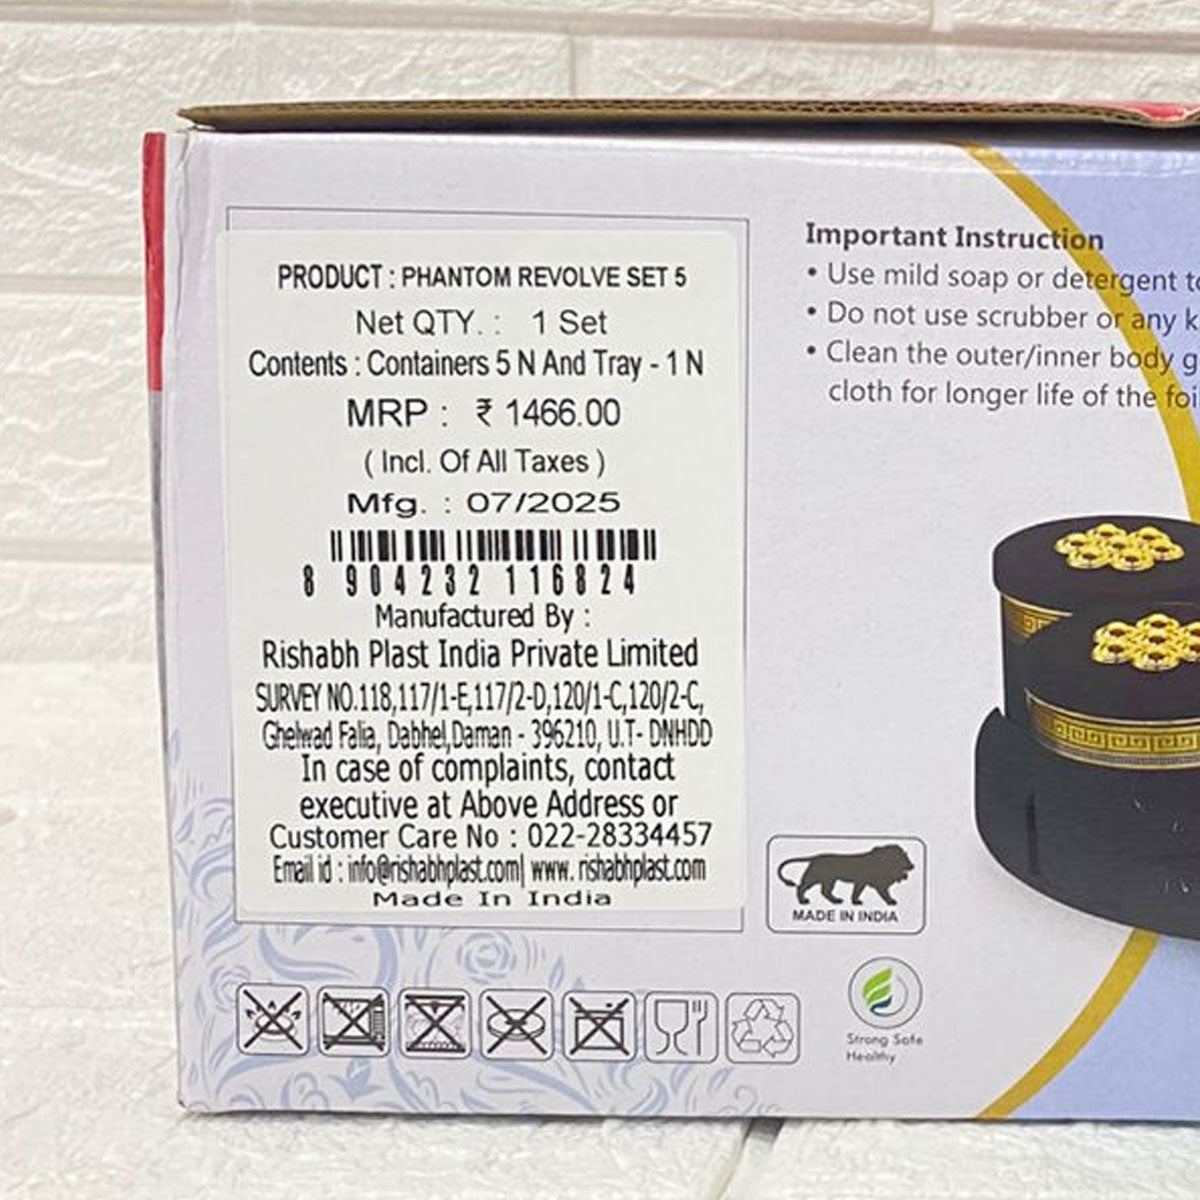 PRODUCT : PHANTOM REVOLVE SET 5
Net QTY. : 1 Set
Contents : Containers 5 N And Tray - 1 N
MRP : ₹ 1466.00
( Incl. Of All Taxes )
Mfg. : 07/2025
8 904232 116824
Manufactured By :
Rishabh Plast India Private Limited
SURVEY NO.118,117/1-E,117/2-D,120/1-C,120/2-C,
Ghelwad Falia, Dabhel,Daman - 396210, U.T- DNHDD
In case of complaints, contact
executive at Above Address or
Customer Care No : 022-28334457
Email id : info@rishabhplast.com| www. rishabhplast.com
Made In India
Important Instruction
• Use mild soap or detergent
• Do not use scrubber or any
• Clean the outer/inner body
cloth for longer life of the
MADE IN INDIA
Strong Safe
Healthy